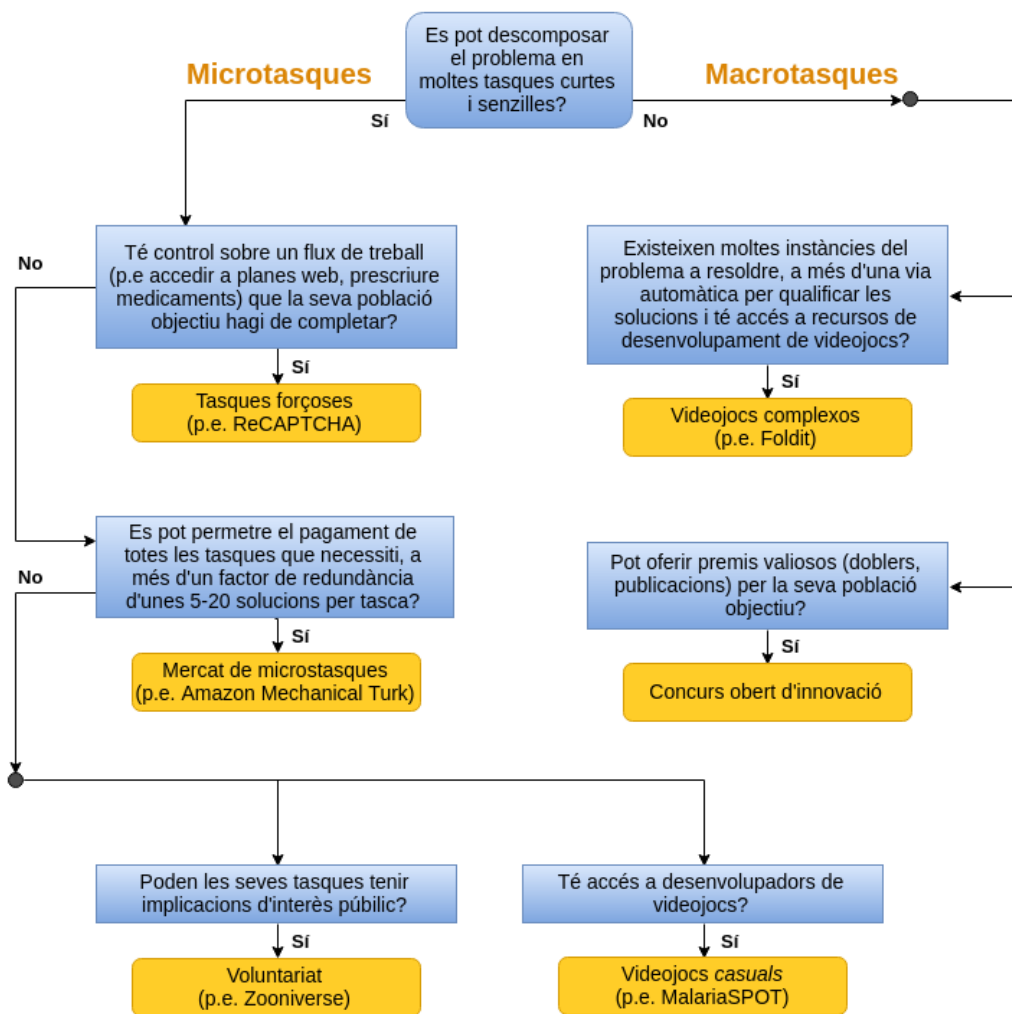 Es pot descomposar
el problema en
moltes tasques curtes
i senzilles?
Microtasques
Macrotasques
Sí
No
Té control sobre un flux de treball
(p.e accedir a planes web, prescriure
medicaments) que la seva població
objectiu hagi de completar?
No
Sí
Tasques forçoses
(p.e. ReCAPTCHA)
Existeixen moltes instàncies del
problema a resoldre, a més d'una via
automàtica per qualificar les
solucions i té accés a recursos de
desenvolupament de videojocs?
Sí
Videojocs complexos
(p.e. Foldit)
Es pot permetre el pagament de
totes les tasques que necessiti, a
més d'un factor de redundància
d'unes 5-20 solucions per tasca?
No
Sí
Mercat de microstasques
(p.e. Amazon Mechanical Turk)
Pot oferir premis valiosos (doblers,
publicacions) per la seva població
objectiu?
Sí
Concurs obert d'innovació
Poden les seves tasques tenir
implicacions d'interès púbilic?
Sí
Voluntariat
(p.e. Zooniverse)
Té accés a desenvolupadors de
videojocs?
Sí
Videojocs casuals
(p.e. MalariaSPOT)